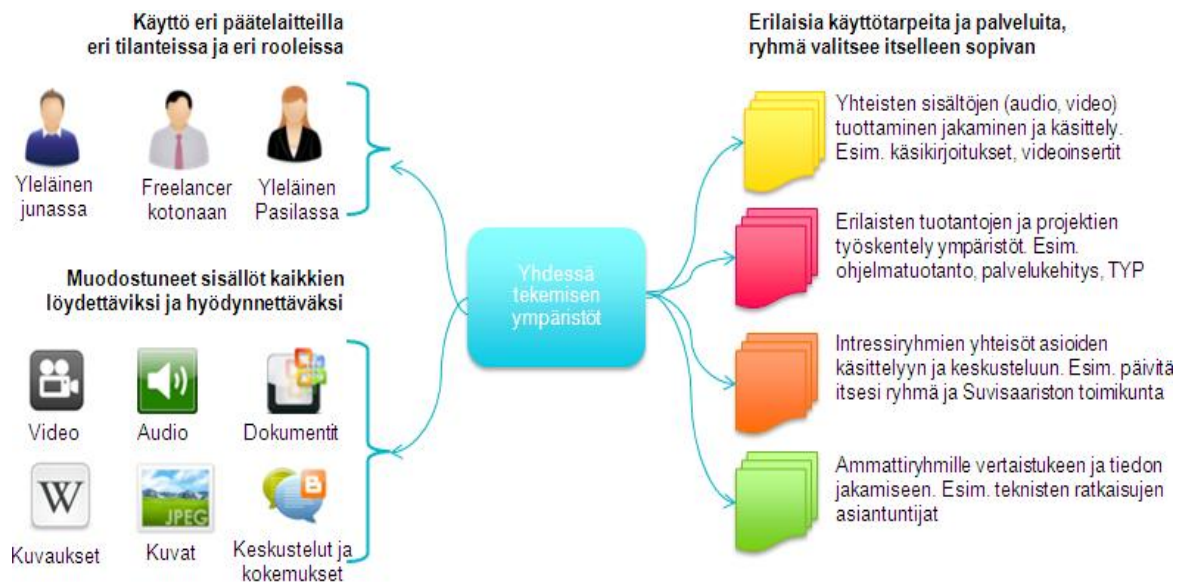 Käyttö eri päätelaitteilla
eri tilanteissa ja eri rooleissa
Yleläinen
junassa
Freelancer
kotonaan
Yleläinen
Pasilassa
Muodostuneet sisällöt kaikkien
löydettäviksi ja hyödynnettäväksi
Video
Audio
Dokumentit
W
Kuvaukset
JPEG
Kuvat
Keskustelut ja
kokemukset
Yhdessä
tekemisen
ympäristöt
Erilaisia käyttötarpeita ja palveluita,
ryhmä valitsee itselleen sopivan
Yhteisten sisältöjen (audio, video)
tuottaminen jakaminen ja käsittely.
Esim. käsikirjoitukset, videoinsertit
Erilaisten tuotantojen ja projektien
työskentely ympäristöt. Esim.
ohjelmatuotanto, palvelukehitys, TYP
Intressiryhmien yhteisöt asioiden
käsittelyyn ja keskusteluun. Esim. päivitä
itsesi ryhmä ja Suvisaariston toimikunta
Ammattiryhmille vertaistukeen ja tiedon
jakamiseen. Esim. teknisten ratkaisujen
asiantuntijat